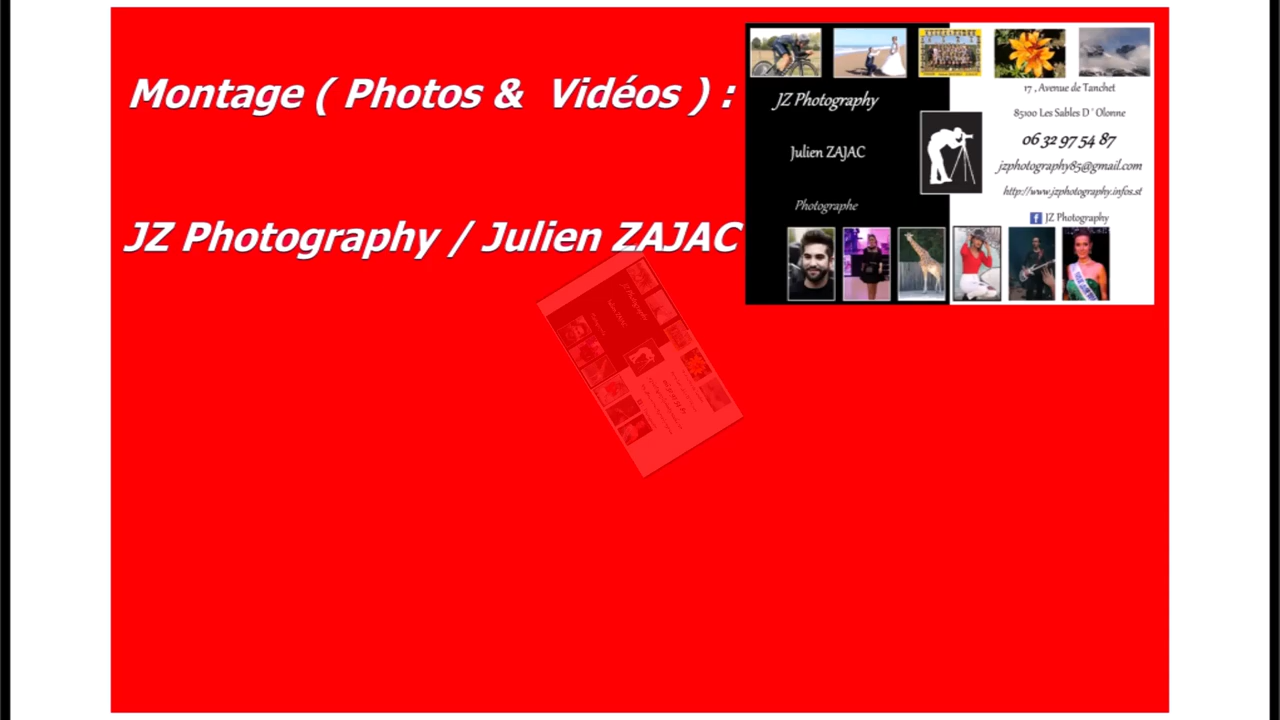 Montage ( Photos & Vidéos ) :
JZ Photography / Julien ZAJAC
JZ Photography
Julien ZAJAC
Photographe
17 , Avenue de Tanchet
85100 Les Sables D ' Olonne
06 32 97 54 87
jzphotography85@gmail.com
http://www.jzphotography.infos.st
JZ Photography